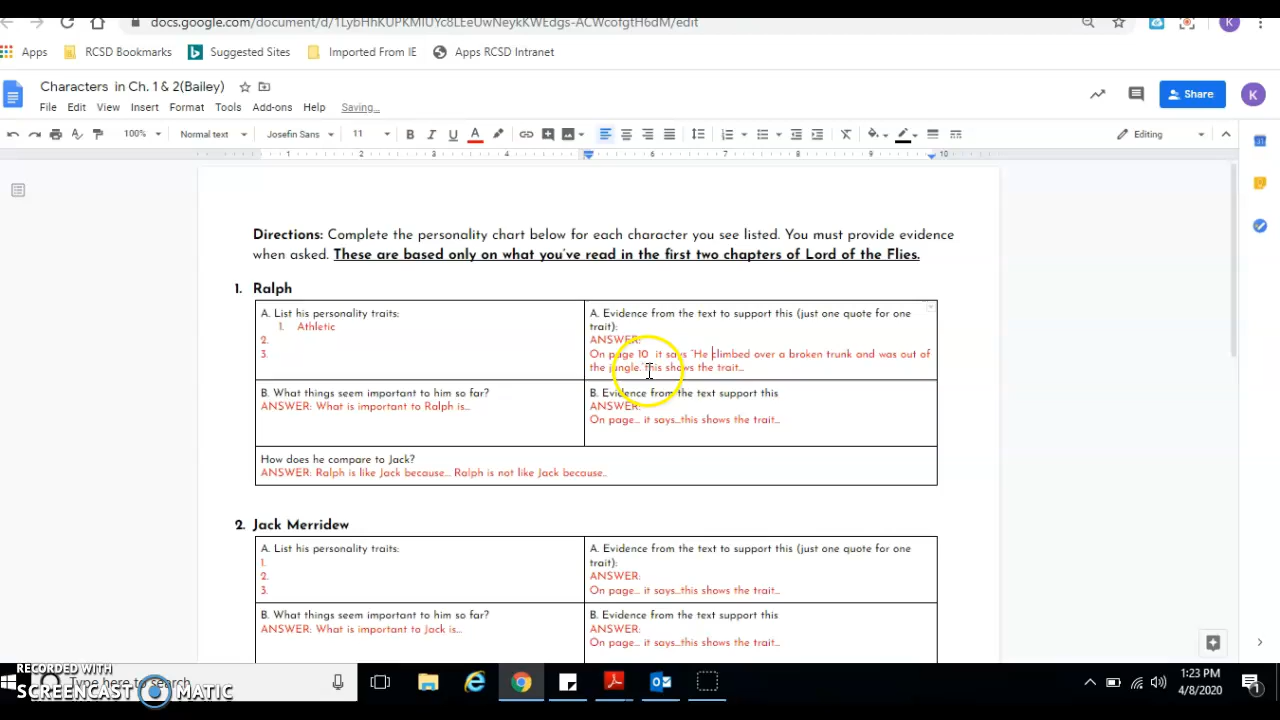 docs.google.com/document/d/
Apps RCSD Bookmarks Suggested Sites Imported From IE Apps RCSD Intranet
Characters in Ch. 1 & 2(Bailey)
File Edit View Insert Format Tools Add-ons Help Saving...
Share
K
100% Normal text Josefin Sans 11 B I U A Editing
1 2 3 4 6 7 8 9 10
Directions: Complete the personality chart below for each character you see listed. You must provide evidence
when asked. These are based only on what you've read in the first two chapters of Lord of the Flies.
1. Ralph
A. List his personality traits:
1. Athletic
2.
3.
A. Evidence from the text to support this (just one quote for one
trait):
ANSWER:
On page 10 it says "He climbed over a broken trunk and was out of
the jungle."this shows the trait...
B. What things seem important to him so far?
ANSWER: What is important to Ralph is...
B. Evidence from the text support this
ANSWER:
On page... it says...this shows the trait...
How does he compare to Jack?
ANSWER: Ralph is like Jack because... Ralph is not like Jack because..
2. Jack Merridew
A. List his personality traits:
1.
2.
3.
A. Evidence from the text to support this (just one quote for one
trait):
ANSWER:
On page... it says...this shows the trait...
B. What things seem important to him so far?
ANSWER: What is important to Jack is...
B. Evidence from the text support this
ANSWER:
On page... it says...this shows the trait...
RECORDED WITH
SCREENCAST MATIC
Type here to search
1:23 PM
4/8/2020